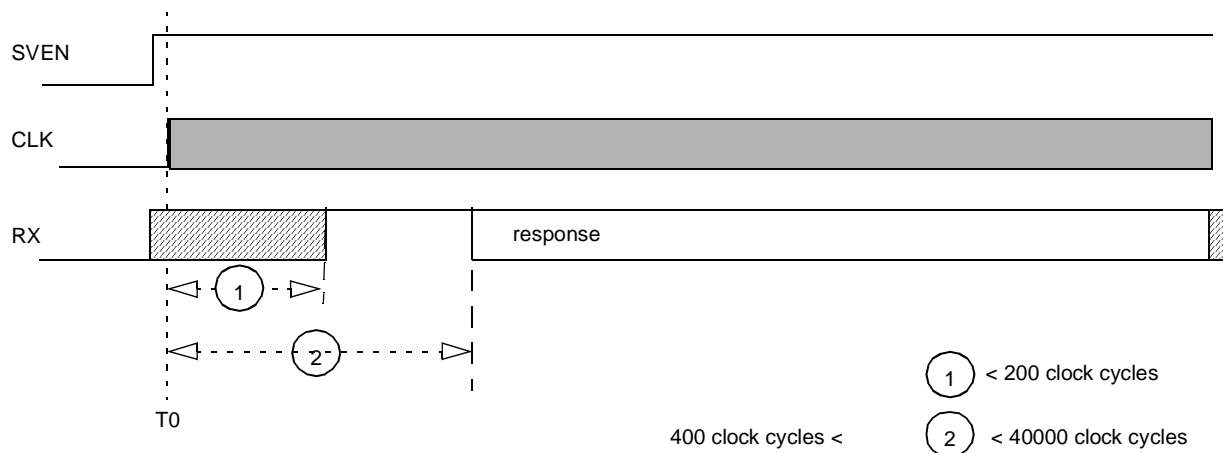 SVEN
CLK
RX
response
1
2
T0
1 < 200 clock cycles
400 clock cycles < 2 < 40000 clock cycles